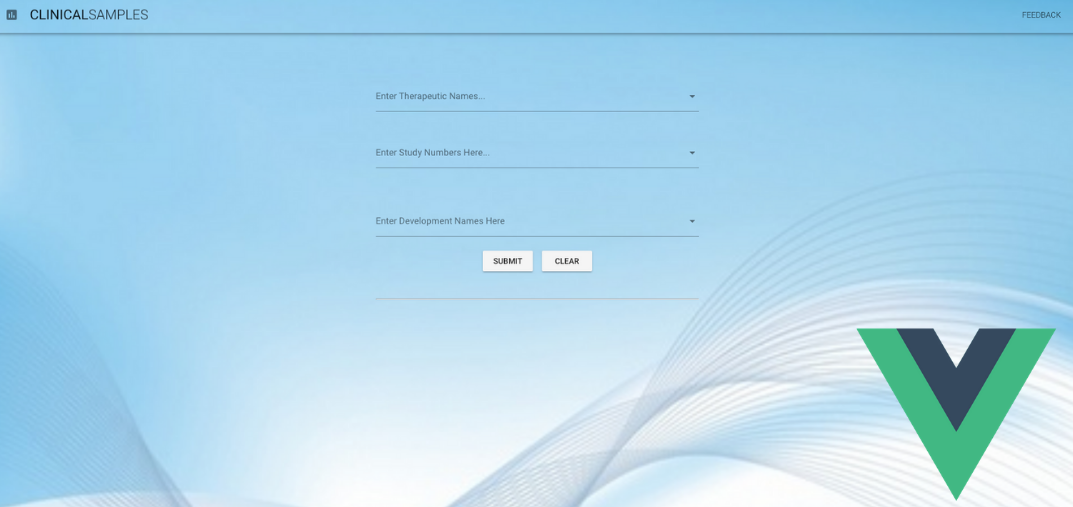 CLINICALSAMPLES
FEEDBACK
Enter Therapeutic Names...
Enter Study Numbers Here...
Enter Development Names Here
SUBMIT
CLEAR